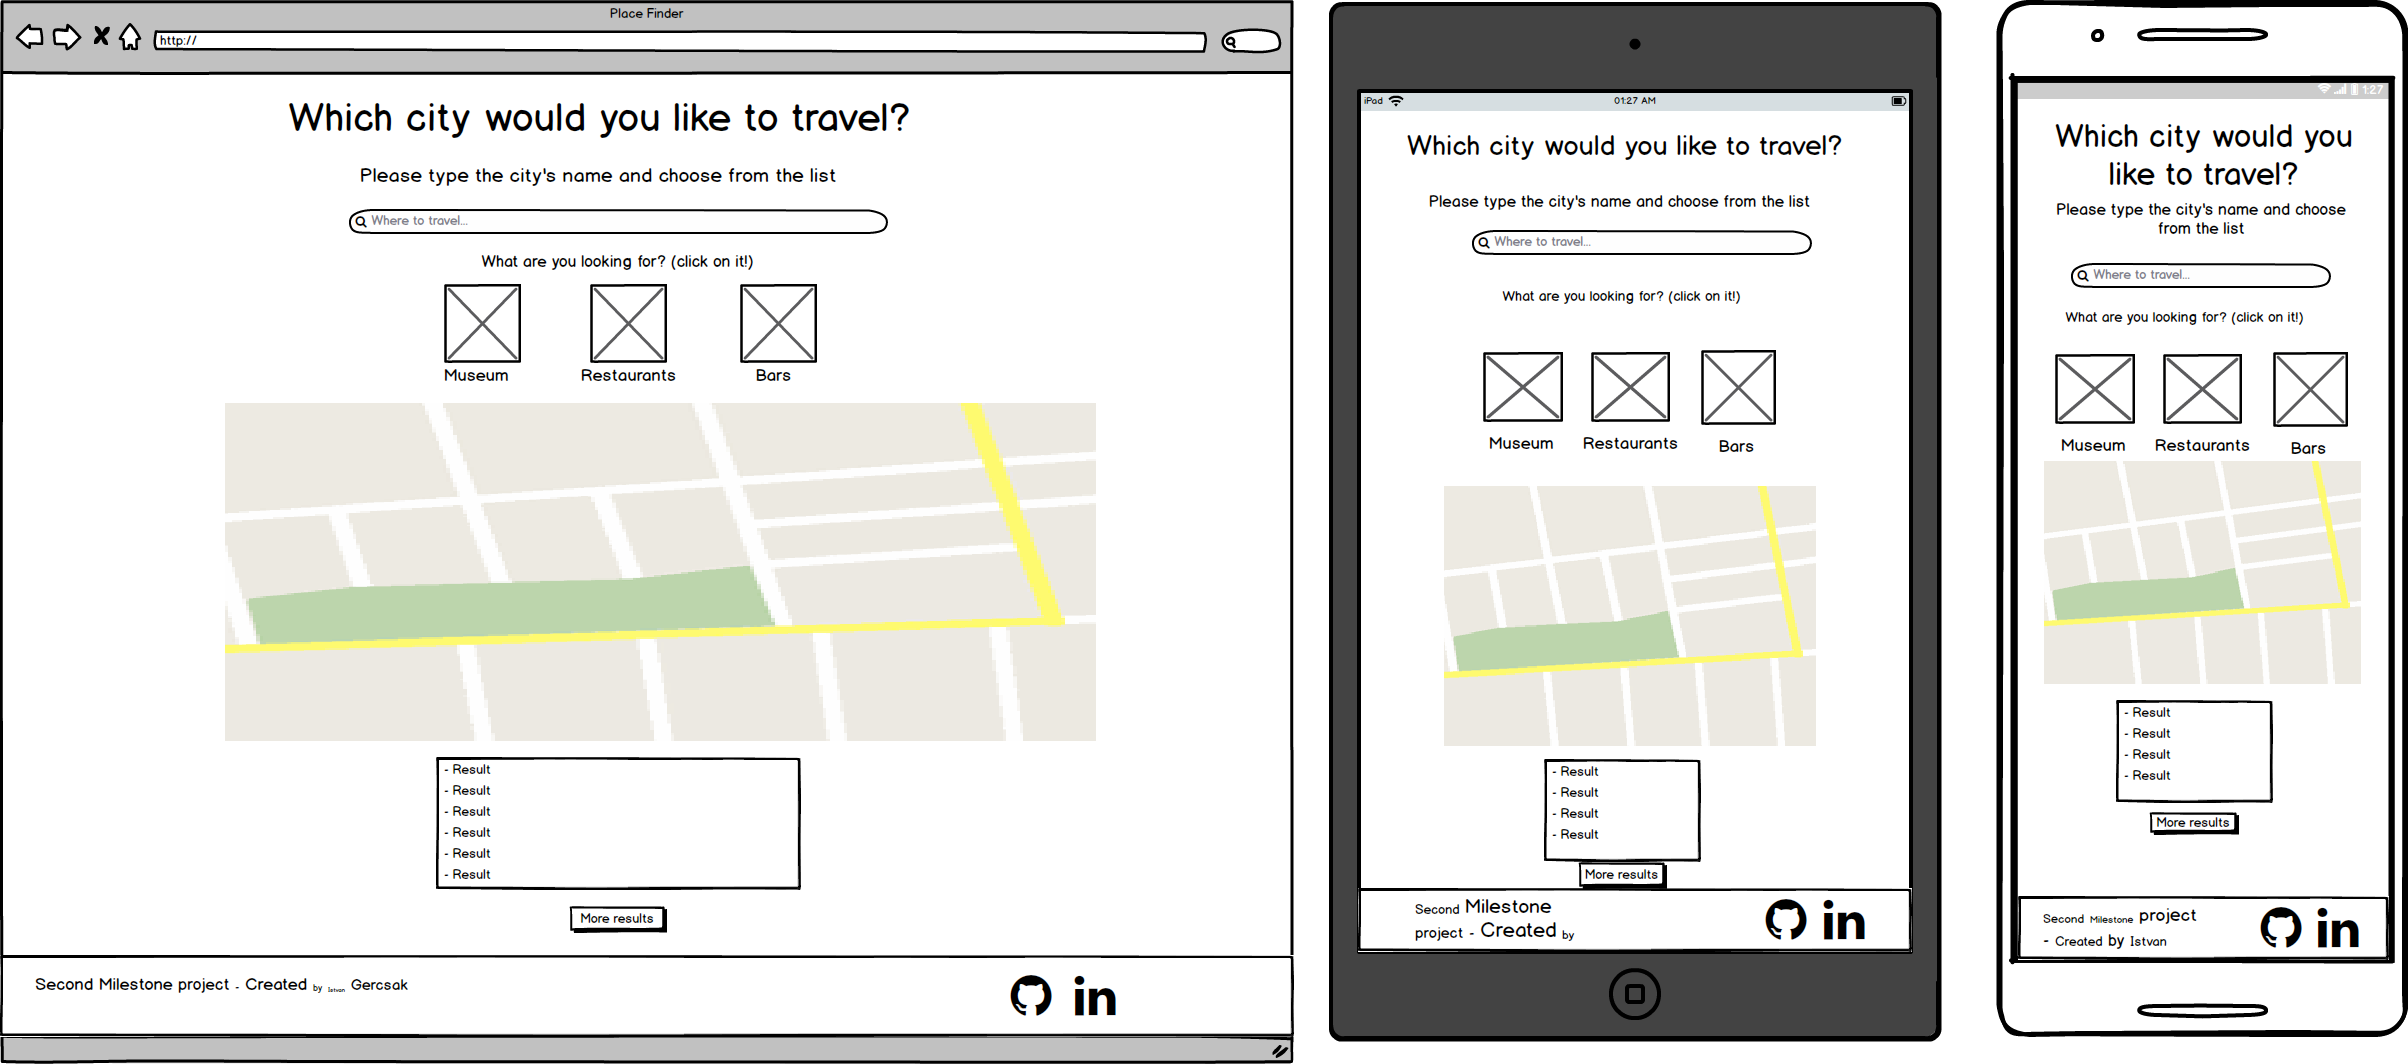 Place Finder
http://
Which city would you like to travel?
Please type the city's name and choose from the list
Where to travel...
What are you looking for? (click on it!)
Museum Restaurants Bars
- Result
- Result
- Result
- Result
- Result
- Result
More results
Second Milestone project - Created by Istvan Gercsak
in
iPad 01:27 AM
Which city would you like to travel?
Please type the city's name and choose from the list
Where to travel...
What are you looking for? (click on it!)
Museum Restaurants Bars
- Result
- Result
- Result
- Result
More results
Second Milestone
project - Created by
in
1:27
Which city would you
like to travel?
Please type the city's name and choose
from the list
Where to travel...
What are you looking for? (click on it!)
Museum Restaurants Bars
- Result
- Result
- Result
- Result
More results
Second Milestone project
- Created by Istvan
in